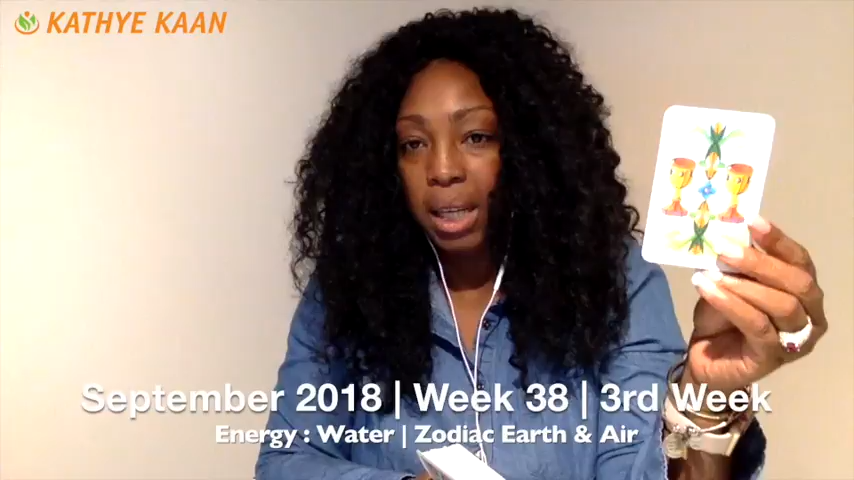 KATHYE KAAN
September 2018 | Week 38 | 3rd Week
Energy : Water | Zodiac Earth & Air